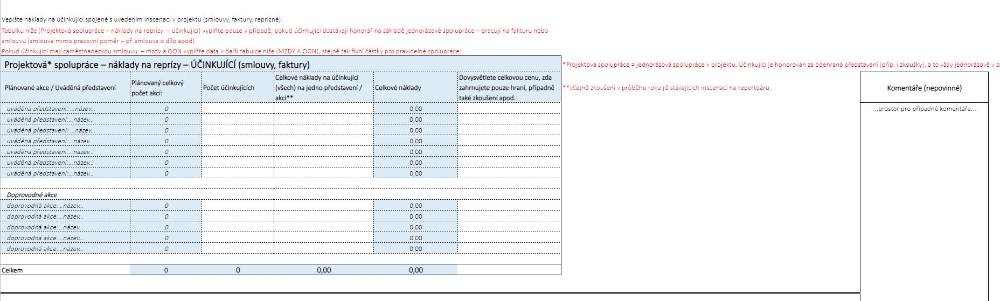 Vepište náklady na účinkující spojené s uvedením inscenací v projektu (smlouvy, faktury, reprízné).
Tabulku níže (Projektová spolupráce – náklady na reprízy – účinkující) vyplňte pouze v případě, pokud účinkující dostávají honorář na základě jednorázové spolupráce – pracují na fakturu nebo
smlouvu (smlouva mimo pracovní poměr – př. smlouva o dílo apod).
Pokud účinkující mají zaměstnaneckou smlouvu – mzdy a OON vyplňte data v další tabulce níže (MZDY A OON), stejně tak fixní částky pro pravidelné spolupráce!
Projektová* spolupráce – náklady na reprízy – ÚČINKUJÍCÍ (smlouvy, faktury)
*Projektová spolupráce = jednorázová spolupráce v projektu. Účinkující je honorován za odehraná představení (příp. i zkoušky), a to vždy jednorázově v
Plánované akce / Uváděná představení
Plánovaný celkový
počet akcí:
Počet účinkujících
Celkové náklady na účinkující
(všech) na jedno představení /
akci**
Celkové náklady
Dovysvětlete celkovou cenu, zda
zahrnujete pouze hraní, případně
také zkoušení apod.
**včetně zkoušení v průběhu roku již stávajících inscenací na repertoáru.
Komentáře (nepovinné)
uváděná představení: ...název... 0 0,00
...prostor pro případné komentáře...
uváděná představení:...název... 0 0,00
uváděná představení: ...název... 0 0,00
uváděná představení:...název... 0 0,00
uváděná představení:...název... 0 0,00
uváděná představení:...název... 0 0,00
uváděná představení:...název... 0 0,00
Doprovodné akce
doprovodná akce:...název... 0 0,00
doprovodná akce:...název... 0 0,00
doprovodná akce:...název... 0 0,00
doprovodná akce:...název... 0 0,00
doprovodná akce:...název... 0 0,00
Celkem 0 0 0,00 0,00